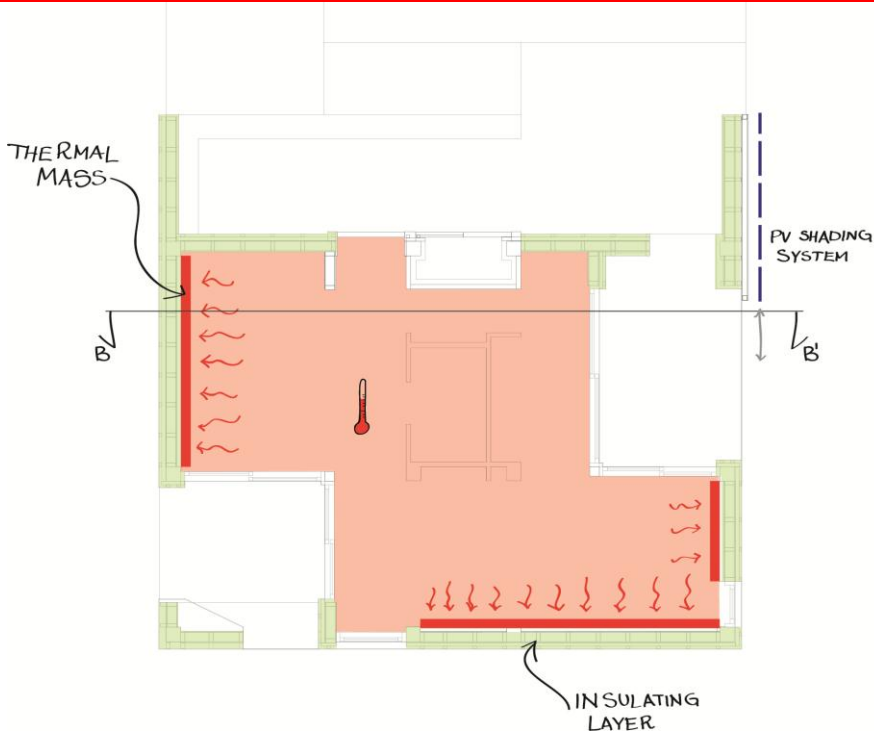 THERMAL
MASS
PV SHADING
SYSTEM
B
B'
INSULATING
LAYER